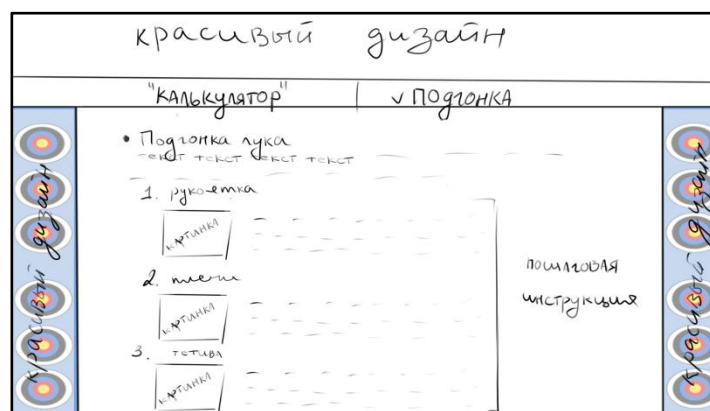 красивый дизайн
"КАЛЬКУЛЯТОР" | ✓ ПОДГОНКА
• Подгонка лука
текст текст текст текст
1. рукоетка
КАРТИНКА
2. плечи
КАРТИНКА
3. ТЕТИВА
КАРТИНКА
ПОШАГОВАЯ
инструкция
красивый дизайн
красивый дизайн